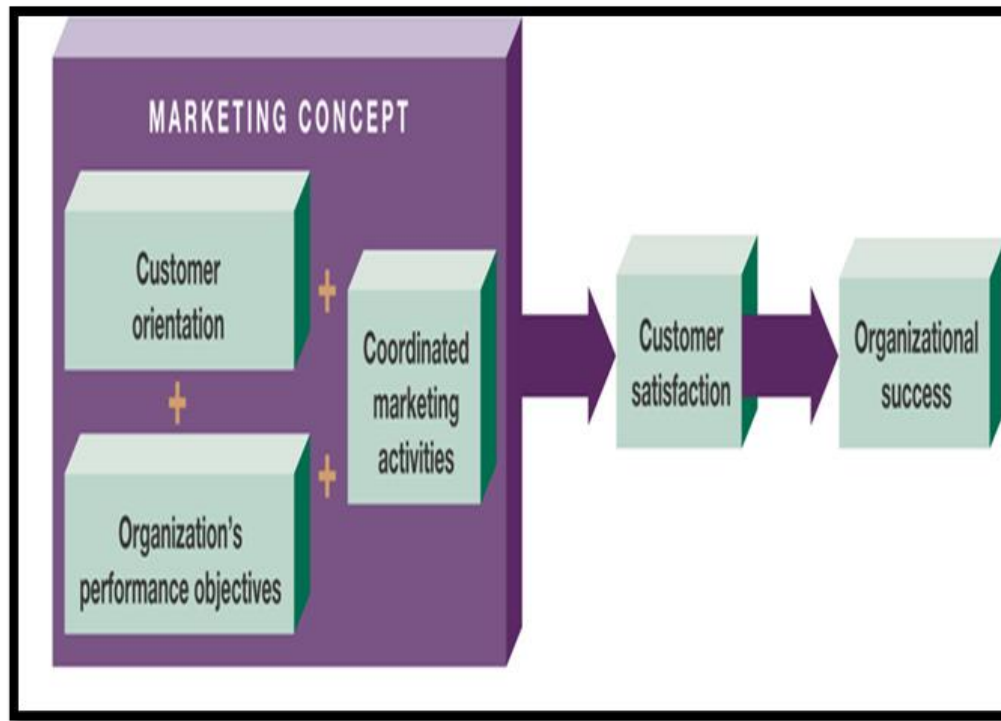 MARKETING CONCEPT
Customer
orientation
+
+
Coordinated
marketing
activities
+
Organization's
performance objectives
Customer
satisfaction
Organizational
success